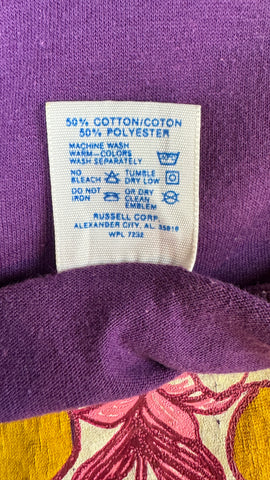 50% COTTON/COTON
50% POLYESTER
MACHINE WASH
WARM-COLORS
WASH SEPARATELY
NO BLEACH TUMBLE DRY LOW
DO NOT IRON OR DRY CLEAN EMBLEM
RUSSELL CORP.
ALEXANDER CITY, AL 35010
WPL 7232